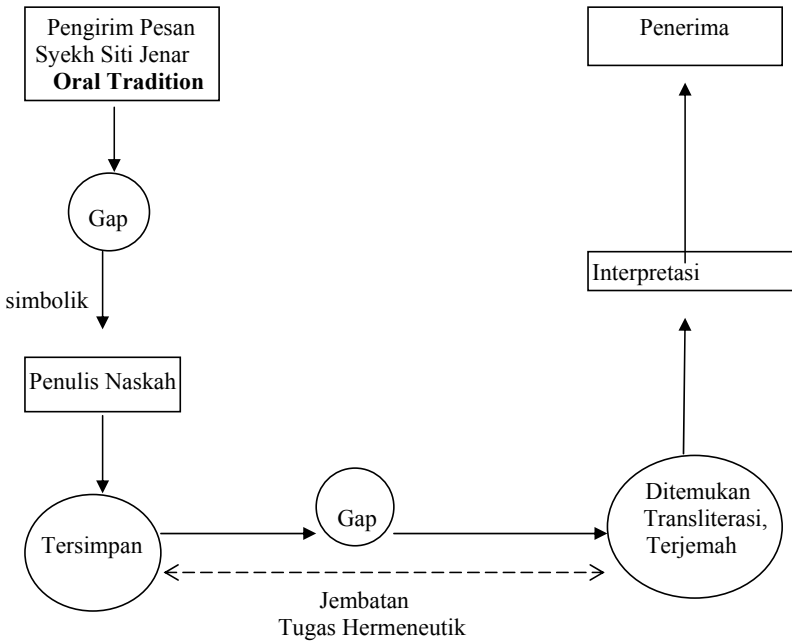 Pengirim Pesan
Syekh Siti Jenar
Oral Tradition
Penerima
Gap
Interpretasi
simbolik
Penulis Naskah
Ditemukan
Transliterasi,
Terjemah
Gap
Tersimpan
Jembatan
Tugas Hermeneutik